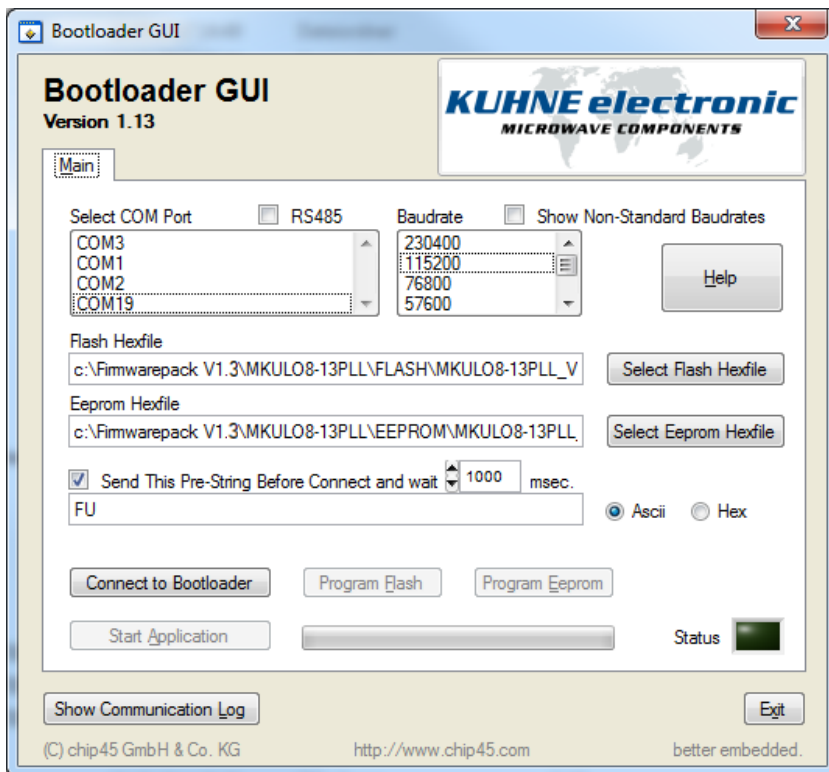 Bootloader GUI
Bootloader GUI
Version 1.13
KUHNE electronic
MICROWAVE COMPONENTS
Main
Select COM Port RS485 Baudrate Show Non-Standard Baudrates
COM3 230400
COM1 115200
COM2 76800
COM19 57600
Help
Flash Hexfile
c:\Firmwarepack V1.3\MKULO8-13PLL\FLASH\MKULO8-13PLL_V Select Flash Hexfile
Eeprom Hexfile
c:\Firmwarepack V1.3\MKULO8-13PLL\EEPROM\MKULO8-13PLL_ Select Eeprom Hexfile
Send This Pre-String Before Connect and wait 1000 msec.
FU Ascii Hex
Connect to Bootloader Program Flash Program Eeprom
Start Application Status
Show Communication Log Exit
(C) chip45 GmbH & Co. KG http://www.chip45.com better embedded.